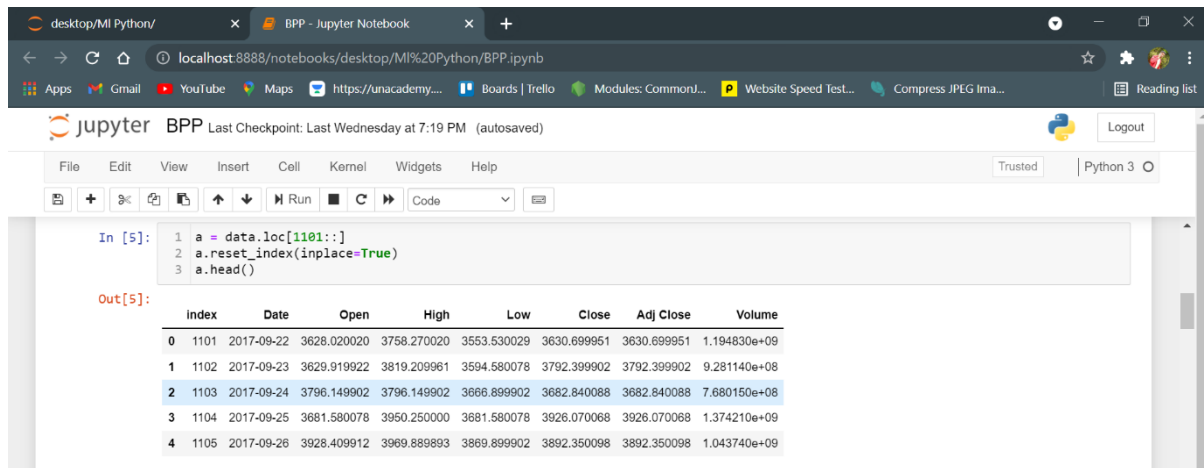 desktop/Ml Python/ BPP - Jupyter Notebook
localhost:8888/notebooks/desktop/Ml%20Python/BPP.ipynb
Apps Gmail YouTube Maps https://unacademy.... Boards | Trello Modules: CommonJ... Website Speed Test... Compress JPEG Ima... Reading list
jupyter BPP Last Checkpoint: Last Wednesday at 7:19 PM (autosaved) Logout
File Edit View Insert Cell Kernel Widgets Help Trusted Python 3
Run Code
In [5]: 1 a = data.loc[1101::]
2 a.reset_index(inplace=True)
3 a.head()
Out[5]:
index Date Open High Low Close Adj Close Volume
0 1101 2017-09-22 3628.020020 3758.270020 3553.530029 3630.699951 3630.699951 1.194830e+09
1 1102 2017-09-23 3629.919922 3819.209961 3594.580078 3792.399902 3792.399902 9.281140e+08
2 1103 2017-09-24 3796.149902 3796.149902 3666.899902 3682.840088 3682.840088 7.680150e+08
3 1104 2017-09-25 3681.580078 3950.250000 3681.580078 3926.070068 3926.070068 1.374210e+09
4 1105 2017-09-26 3928.409912 3969.889893 3869.899902 3892.350098 3892.350098 1.043740e+09